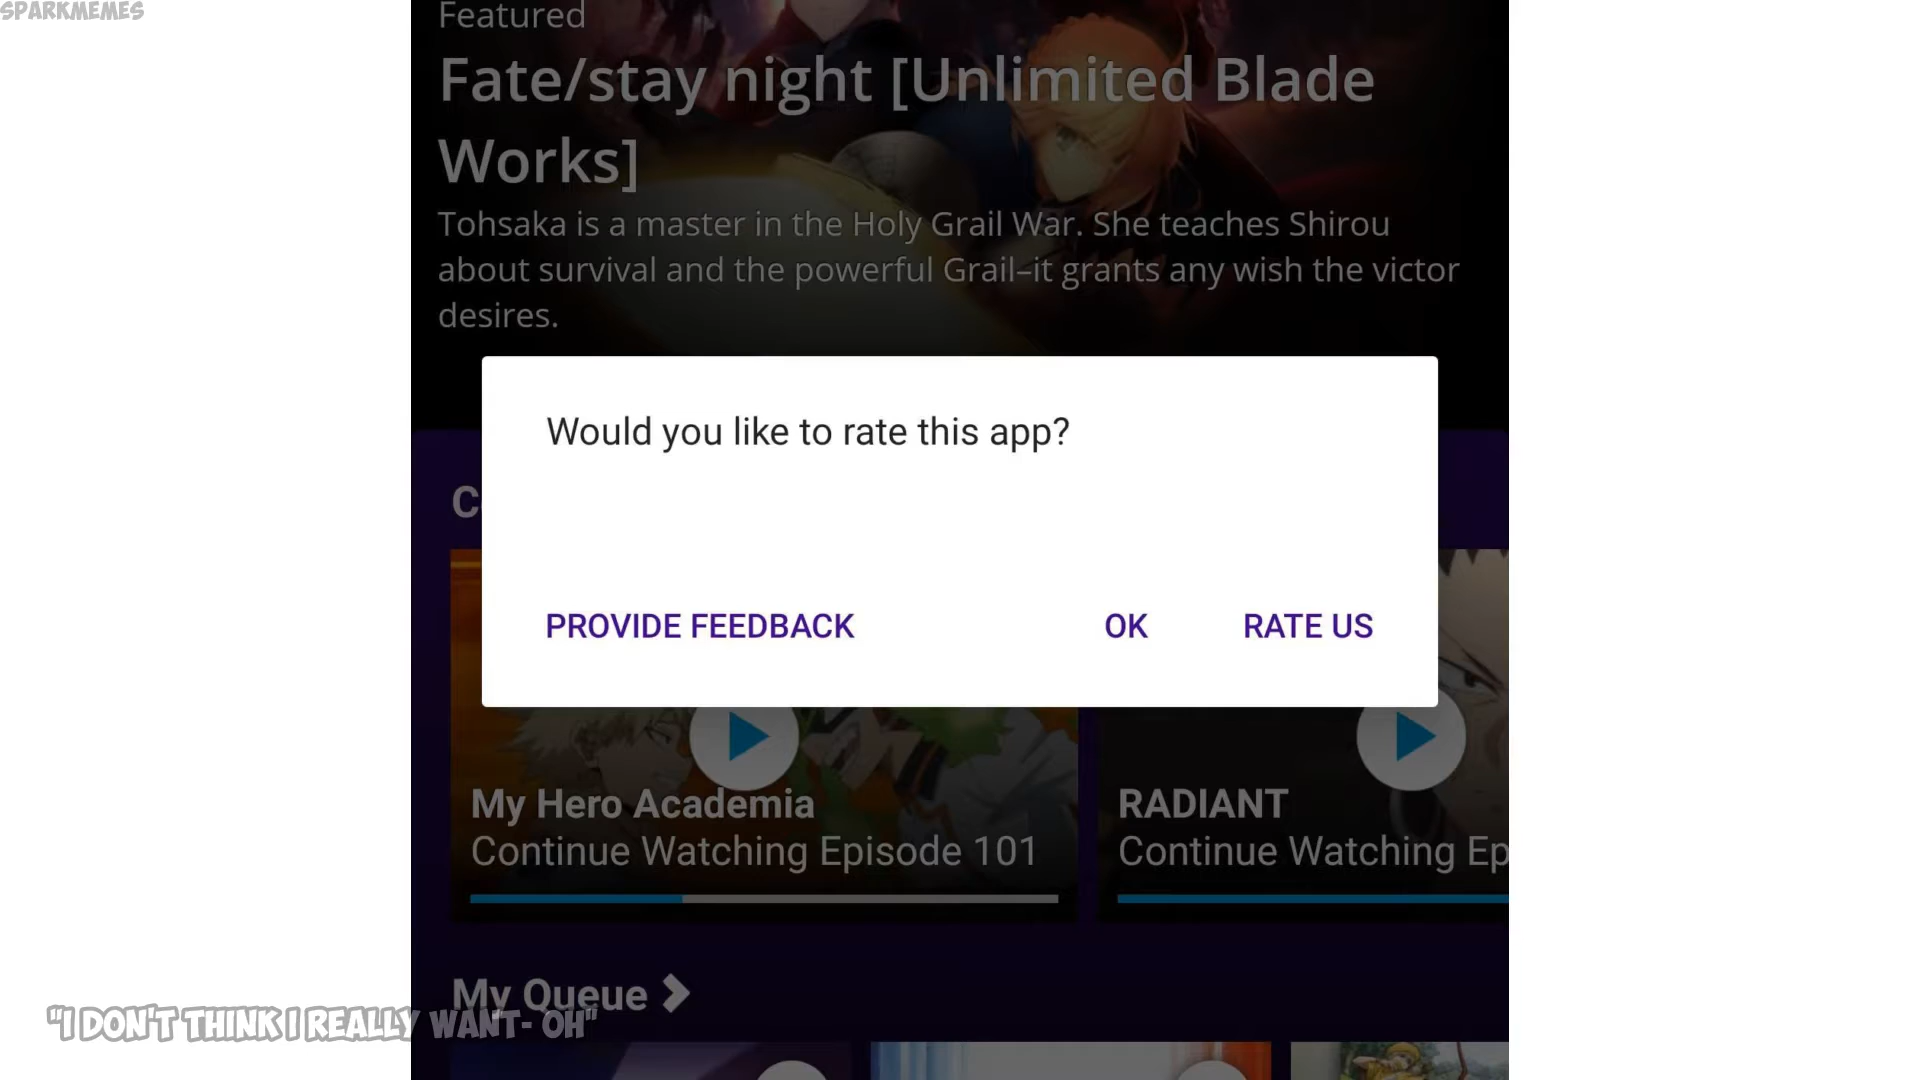 SPARKMEMES
Featured
Fate/stay night [Unlimited Blade
Works]
Tohsaka is a master in the Holy Grail War. She teaches Shirou
about survival and the powerful Grail–it grants any wish the victor
desires.
Would you like to rate this app?
C
PROVIDE FEEDBACK
OK
RATE US
My Hero Academia
Continue Watching Episode 101
RADIANT
Continue Watching Ep
My Queue
"I DON'T THINK I REALLY WANT- OH"